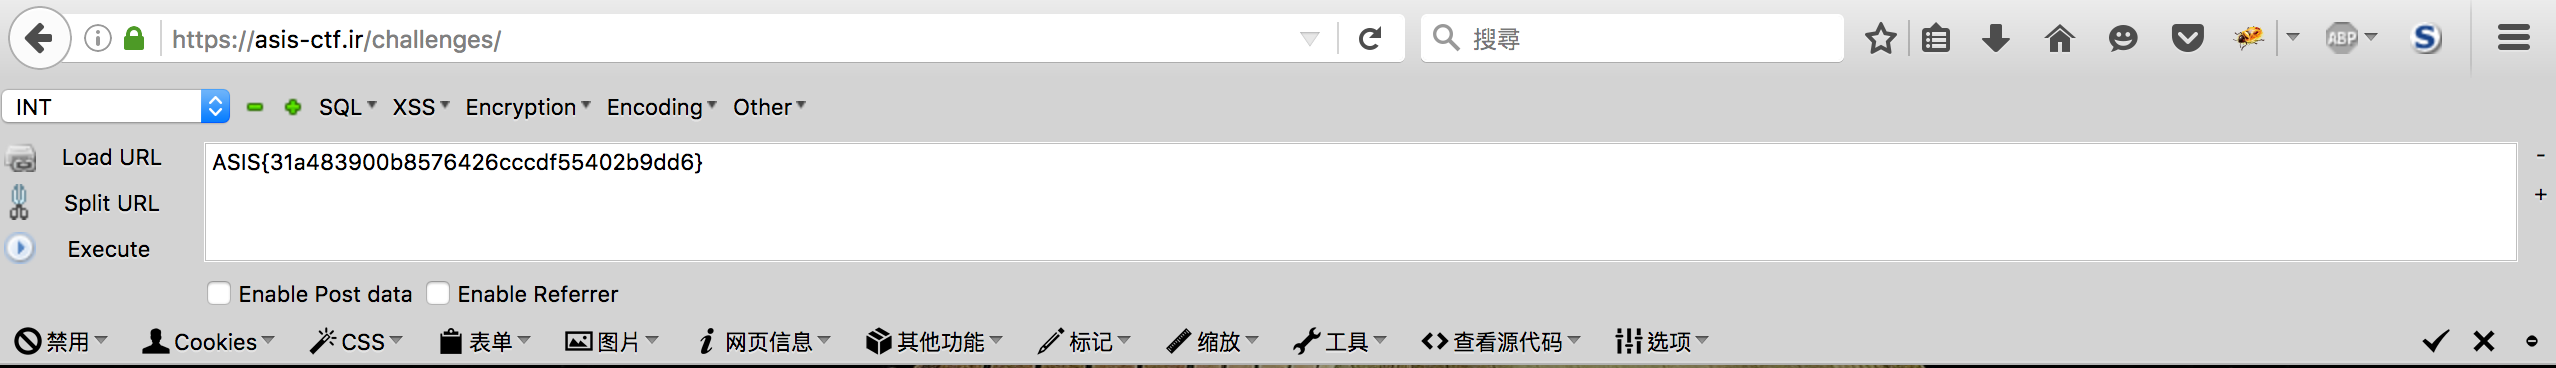 https://asis-ctf.ir/challenges/ 搜尋 ABP S
INT SQL XSS Encryption Encoding Other
Load URL ASIS{31a483900b8576426cccdf55402b9dd6} -
Split URL +
Execute
Enable Post data Enable Referrer
禁用 Cookies CSS 表单 图片 网页信息 其他功能 标记 缩放 工具 查看源代码 选项